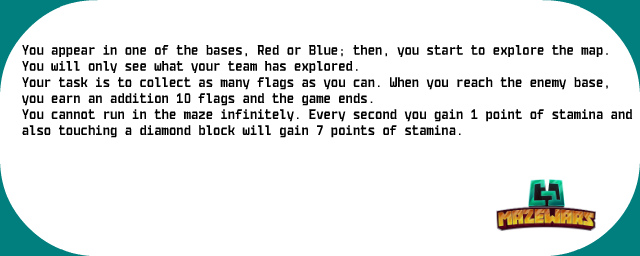 You appear in one of the bases, Red or Blue; then, you start to explore the map.
You will only see what your team has explored.
Your task is to collect as many flags as you can. When you reach the enemy base,
you earn an addition 10 flags and the game ends.
You cannot run in the maze infinitely. Every second you gain 1 point of stamina and
also touching a diamond block will gain 7 points of stamina.
MAZEWARS